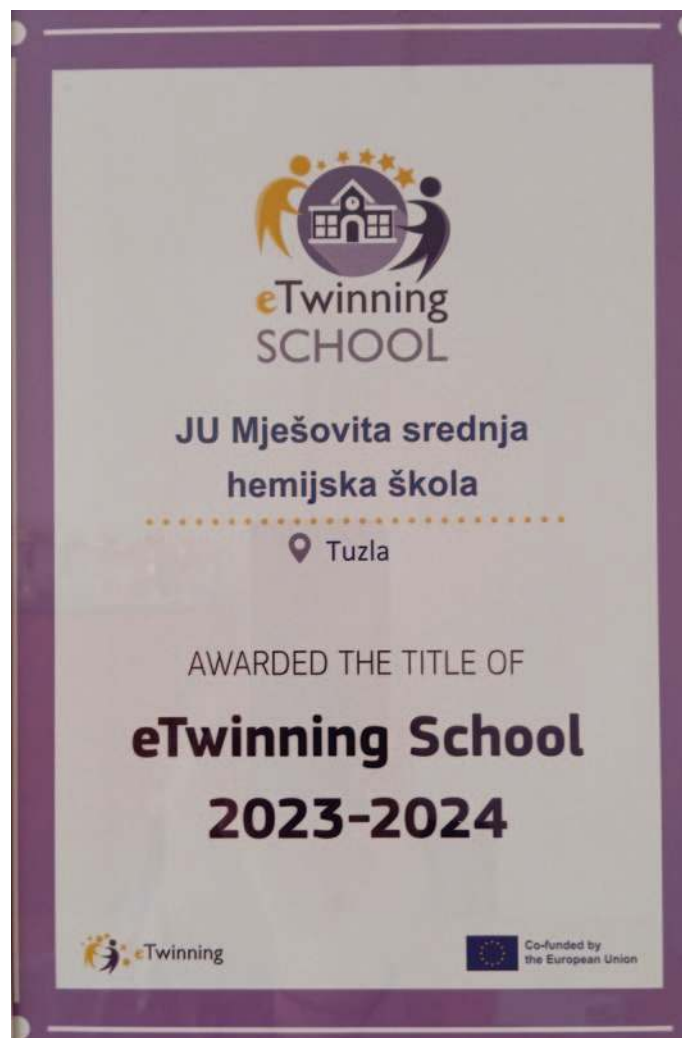 eTwinning
SCHOOL
JU Mješovita srednja
hemijska škola
Tuzla
AWARDED THE TITLE OF
eTwinning School
2023-2024
eTwinning
Co-funded by
the European Union